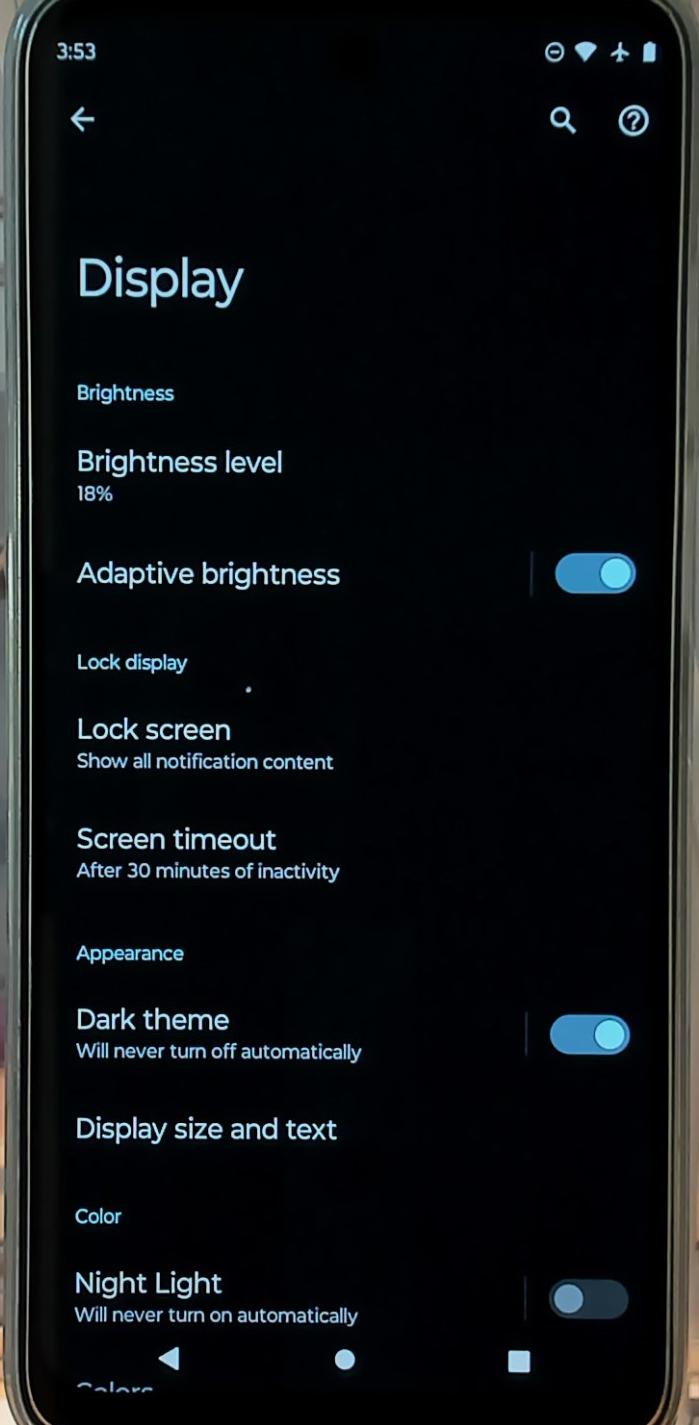 3:53
Display
Brightness
Brightness level
18%
Adaptive brightness
Lock display
Lock screen
Show all notification content
Screen timeout
After 30 minutes of inactivity
Appearance
Dark theme
Will never turn off automatically
Display size and text
Color
Night Light
Will never turn on automatically
Colors